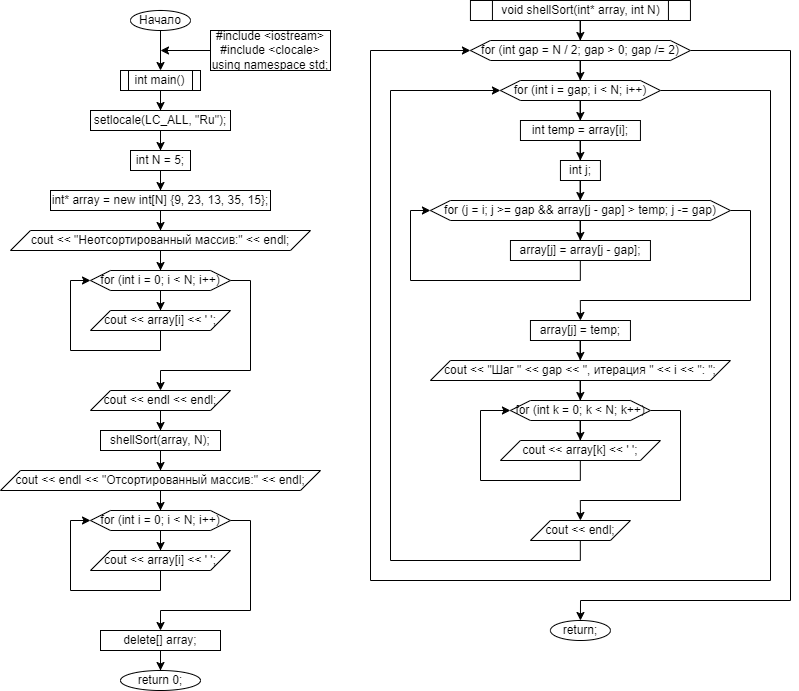 Начало
#include <iostream>
#include <clocale>
using namespace std;
int main()
setlocale(LC_ALL, "Ru");
int N = 5;
int* array = new int[N] {9, 23, 13, 35, 15};
cout << "Неотсортированный массив:" << endl;
for (int i = 0; i < N; i++)
cout << array[i] << ' ';
cout << endl << endl;
shellSort(array, N);
cout << endl << "Отсортированный массив:" << endl;
for (int i = 0; i < N; i++)
cout << array[i] << ' ';
delete[] array;
return 0;
void shellSort(int* array, int N)
for (int gap = N / 2; gap > 0; gap /= 2)
for (int i = gap; i < N; i++)
int temp = array[i];
int j;
for (j = i; j >= gap && array[j - gap] > temp; j -= gap)
array[j] = array[j - gap];
array[j] = temp;
cout << "Шаг " << gap << ", итерация " << i << ": ";
for (int k = 0; k < N; k++)
cout << array[k] << ' ';
cout << endl;
return;